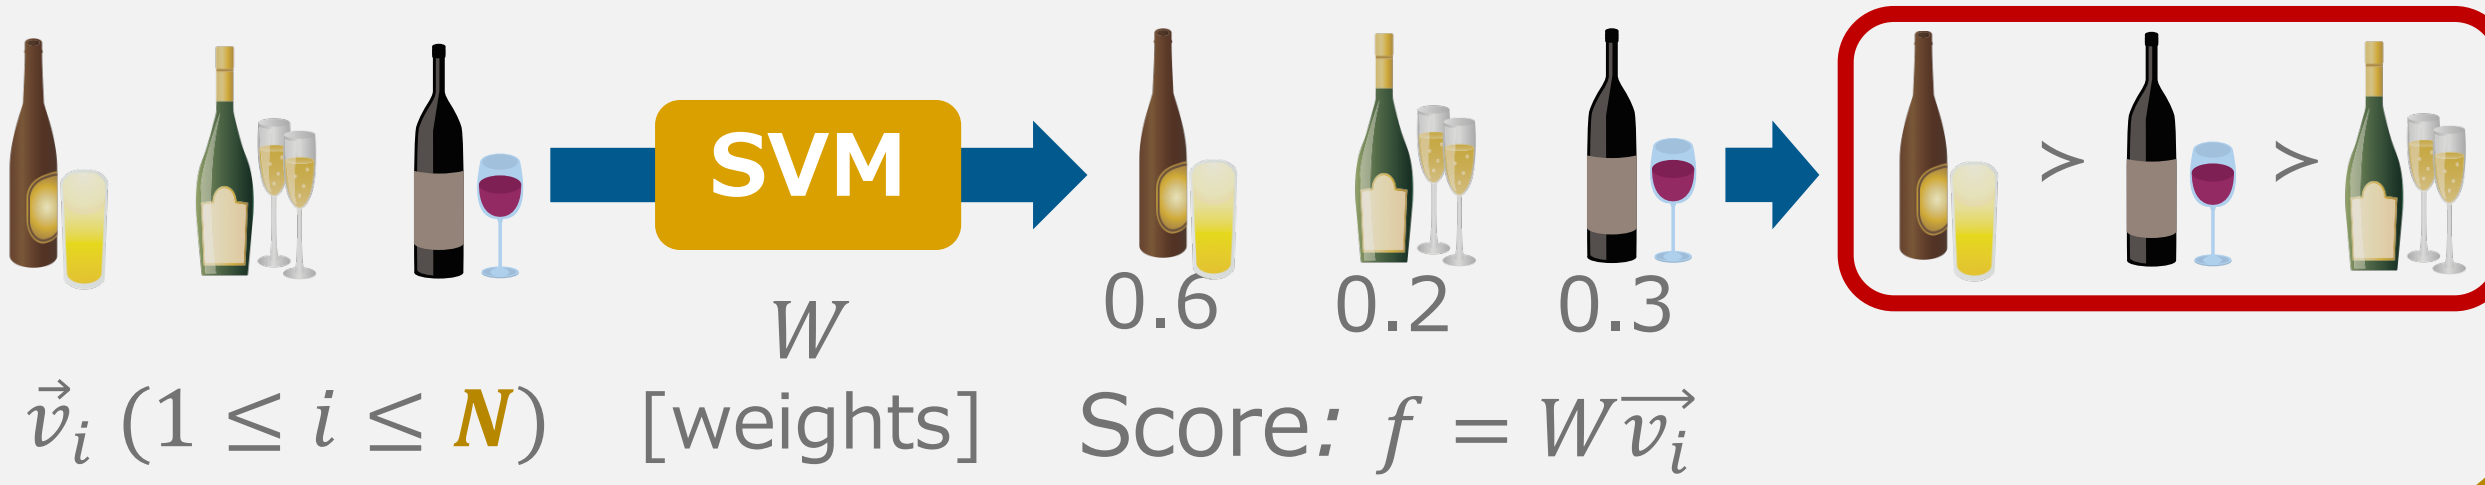 SVM
≻ ≻
0.6 0.2 0.3
W
[weights]
v⃗ᵢ (1 ≤ i ≤ N)
Score: f = Wv⃗ᵢ